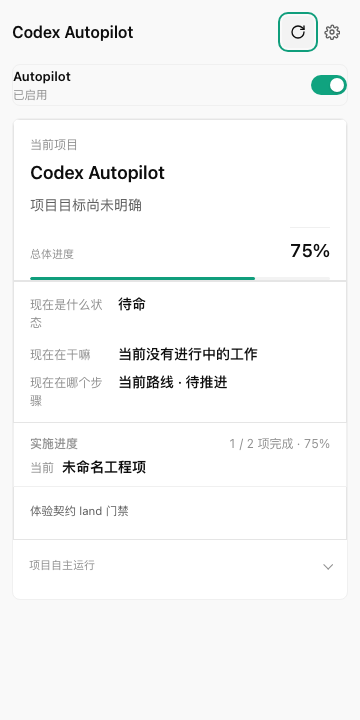 Codex Autopilot
Autopilot
已启用
当前项目
Codex Autopilot
项目目标尚未明确
总体进度
75%
现在是什么状
态
待命
现在在干嘛
当前没有进行中的工作
现在在哪个步
骤
当前路线 · 待推进
实施进度
1 / 2 项完成 · 75%
当前 未命名工程项
体验契约 land 门禁
项目自主运行